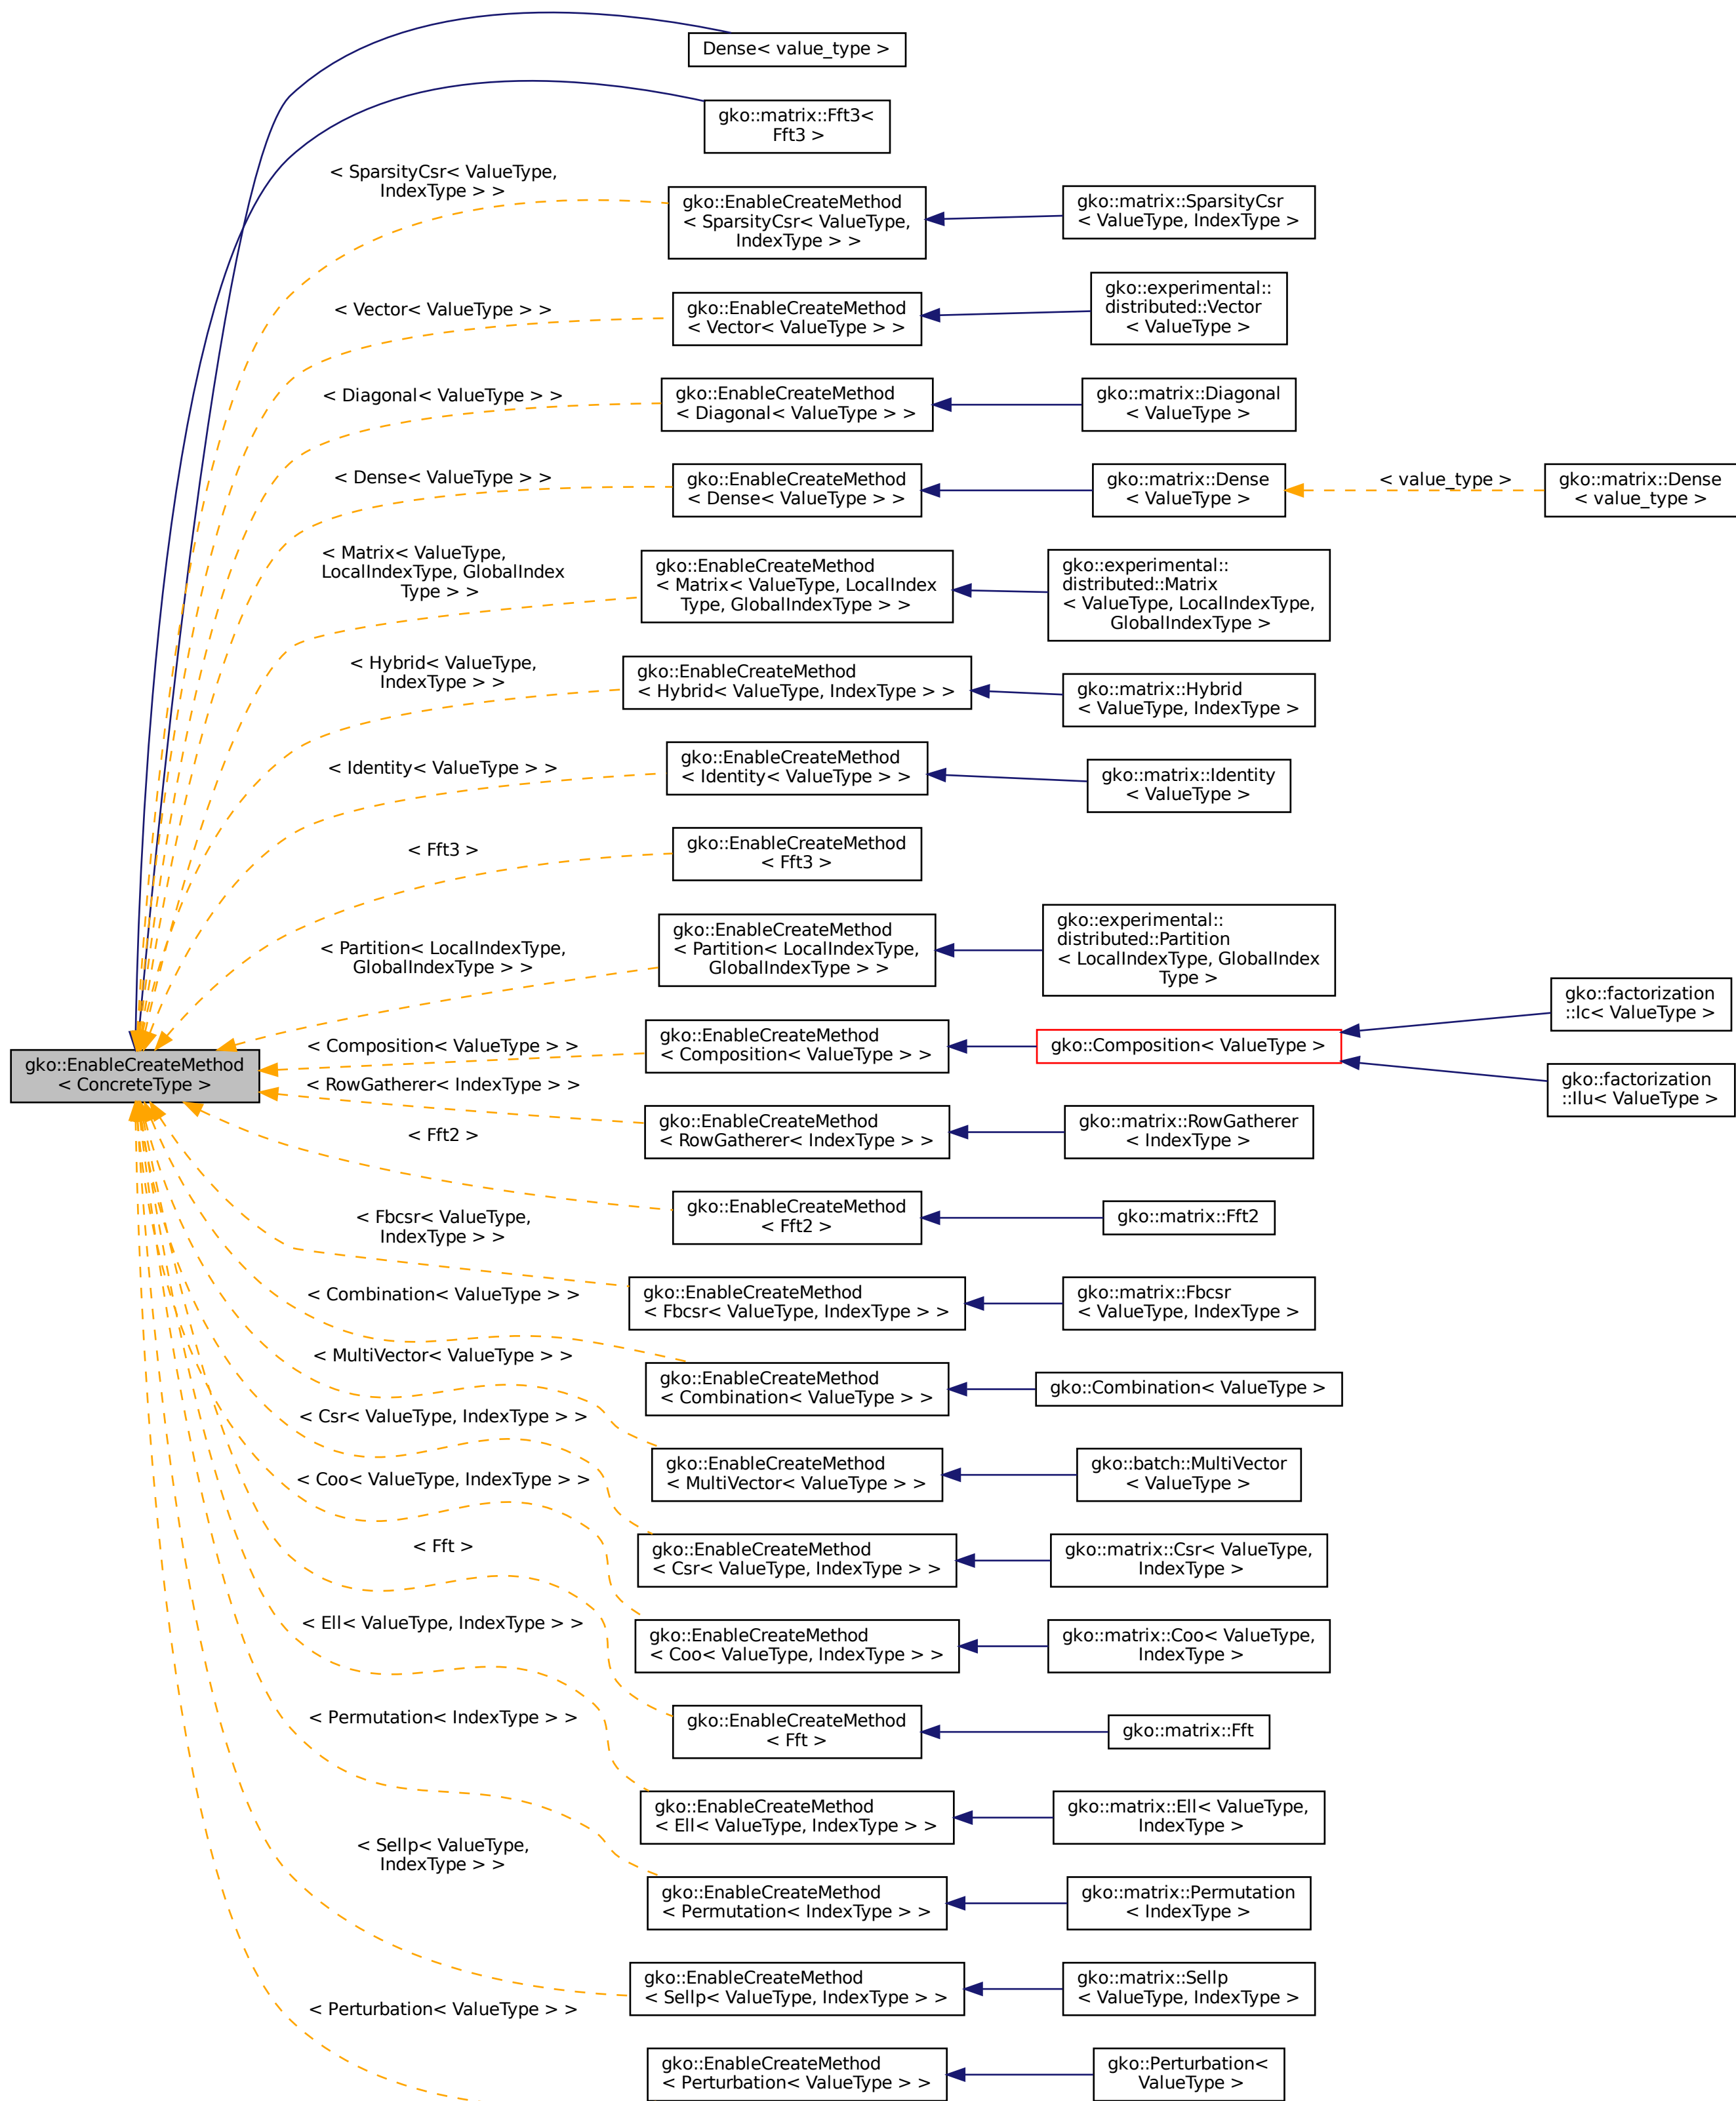 Dense< value_type >
gko::matrix::Fft3<
Fft3 >
< SparsityCsr< ValueType,
IndexType > >
gko::EnableCreateMethod
< SparsityCsr< ValueType,
IndexType > >
gko::matrix::SparsityCsr
< ValueType, IndexType >
< Vector< ValueType > >
gko::EnableCreateMethod
< Vector< ValueType > >
gko::experimental::
distributed::Vector
< ValueType >
< Diagonal< ValueType > >
gko::EnableCreateMethod
< Diagonal< ValueType > >
gko::matrix::Diagonal
< ValueType >
< Dense< ValueType > >
gko::EnableCreateMethod
< Dense< ValueType > >
gko::matrix::Dense
< ValueType >
< value_type >
gko::matrix::Dense
< value_type >
< Matrix< ValueType,
LocalIndexType, GlobalIndex
Type > >
gko::EnableCreateMethod
< Matrix< ValueType, LocalIndex
Type, GlobalIndexType > >
gko::experimental::
distributed::Matrix
< ValueType, LocalIndexType,
GlobalIndexType >
< Hybrid< ValueType,
IndexType > >
gko::EnableCreateMethod
< Hybrid< ValueType, IndexType > >
gko::matrix::Hybrid
< ValueType, IndexType >
< Identity< ValueType > >
gko::EnableCreateMethod
< Identity< ValueType > >
gko::matrix::Identity
< ValueType >
< Fft3 >
gko::EnableCreateMethod
< Fft3 >
< Partition< LocalIndexType,
GlobalIndexType > >
gko::EnableCreateMethod
< Partition< LocalIndexType,
GlobalIndexType > >
gko::experimental::
distributed::Partition
< LocalIndexType, GlobalIndex
Type >
gko::EnableCreateMethod
< ConcreteType >
< Composition< ValueType > >
gko::EnableCreateMethod
< Composition< ValueType > >
gko::Composition< ValueType >
gko::factorization
::Ic< ValueType >
gko::factorization
::Ilu< ValueType >
< RowGatherer< IndexType > >
gko::EnableCreateMethod
< RowGatherer< IndexType > >
gko::matrix::RowGatherer
< IndexType >
< Fft2 >
gko::EnableCreateMethod
< Fft2 >
gko::matrix::Fft2
< Fbcsr< ValueType,
IndexType > >
gko::EnableCreateMethod
< Fbcsr< ValueType, IndexType > >
gko::matrix::Fbcsr
< ValueType, IndexType >
< Combination< ValueType > >
gko::EnableCreateMethod
< Combination< ValueType > >
gko::Combination< ValueType >
< MultiVector< ValueType > >
gko::EnableCreateMethod
< MultiVector< ValueType > >
gko::batch::MultiVector
< ValueType >
< Csr< ValueType, IndexType > >
gko::EnableCreateMethod
< Csr< ValueType, IndexType > >
gko::matrix::Csr< ValueType,
IndexType >
< Coo< ValueType, IndexType > >
gko::EnableCreateMethod
< Coo< ValueType, IndexType > >
gko::matrix::Coo< ValueType,
IndexType >
< Fft >
gko::EnableCreateMethod
< Fft >
gko::matrix::Fft
< Ell< ValueType, IndexType > >
gko::EnableCreateMethod
< Ell< ValueType, IndexType > >
gko::matrix::Ell< ValueType,
IndexType >
< Permutation< IndexType > >
gko::EnableCreateMethod
< Permutation< IndexType > >
gko::matrix::Permutation
< IndexType >
< Sellp< ValueType,
IndexType > >
gko::EnableCreateMethod
< Sellp< ValueType, IndexType > >
gko::matrix::Sellp
< ValueType, IndexType >
< Perturbation< ValueType > >
gko::EnableCreateMethod
< Perturbation< ValueType > >
gko::Perturbation<
ValueType >